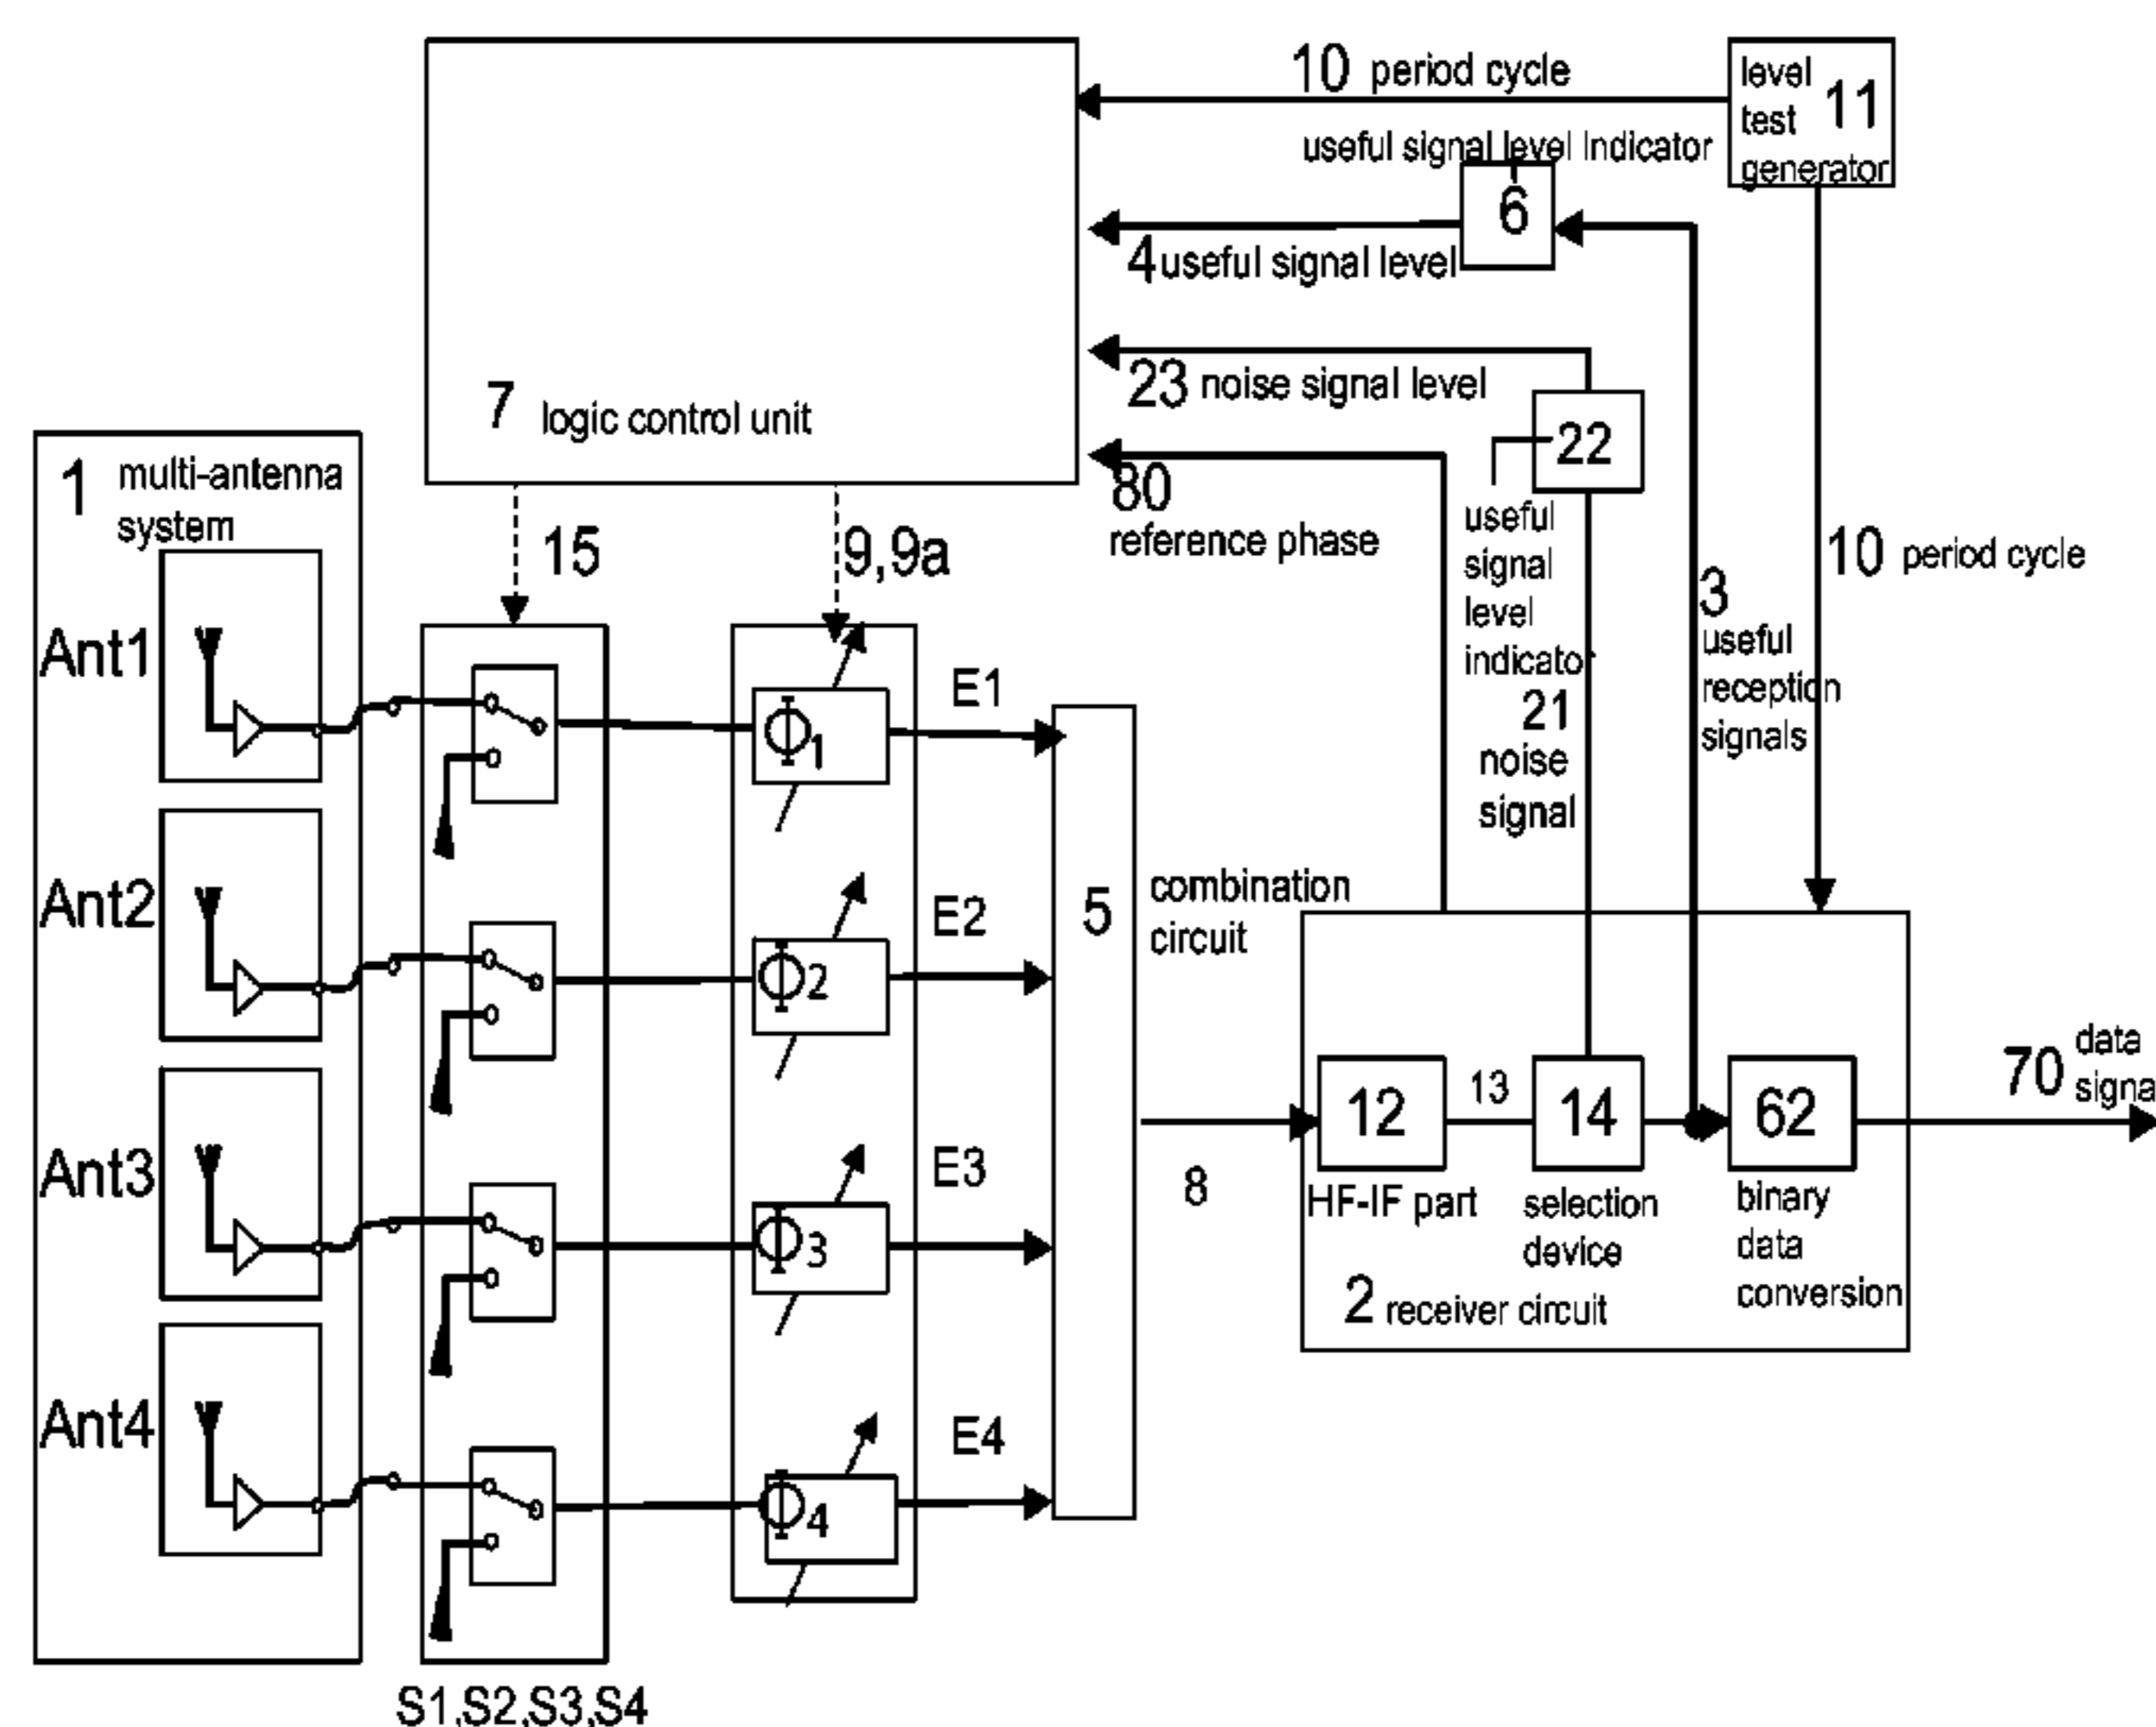 10 period cycle
level
test
generator
11
useful signal level Indicator
6
4 useful signal level
23 noise signal level
7 logic control unit
22
80
reference phase
useful
signal
level
indicato
1 multi-antenna
system
15
9,9a
10 period cycle
3
useful
reception
signals
21
noise
signal
Ant1
Φ1
E1
Ant2
Φ2
E2
5
combination
circuit
Ant3
Φ3
E3
8
12
13
14
62
70 data
signa
HF-IF part
selection
device
binary
data
conversion
2 receiver circuit
Ant4
Φ4
E4
S1,S2,S3,S4